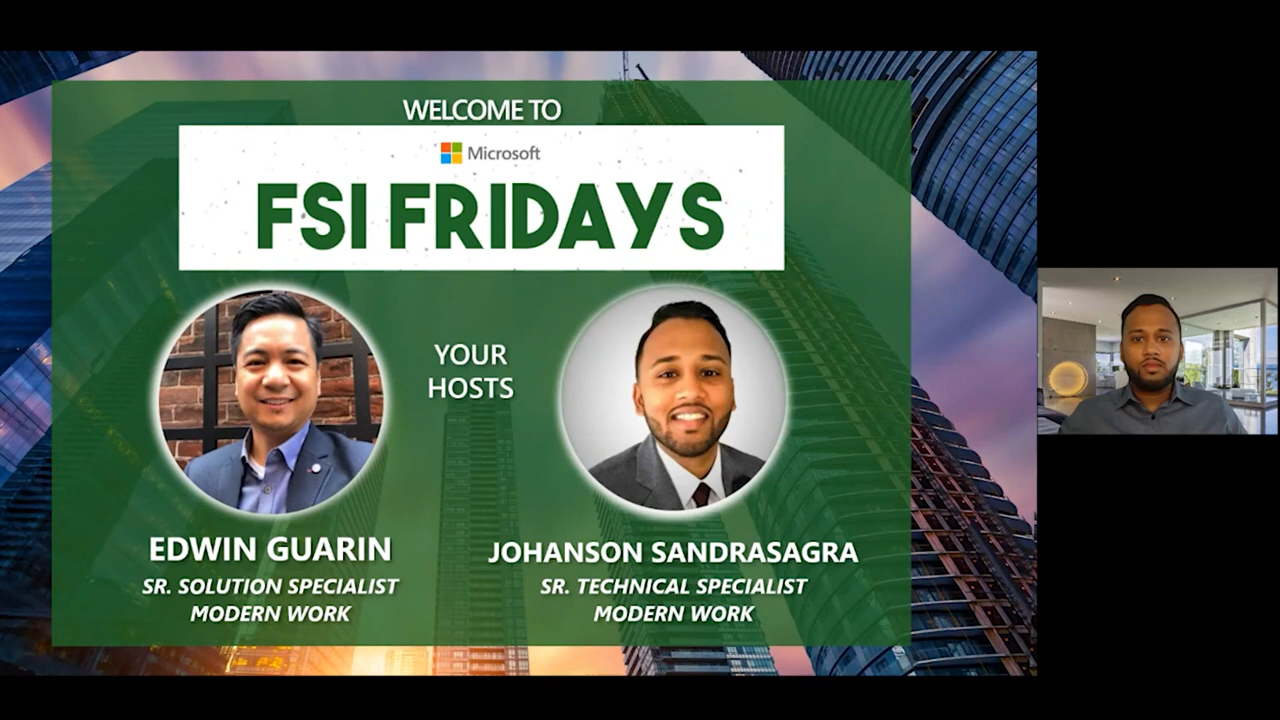 WELCOME TO
Microsoft
FSI FRIDAYS
YOUR
HOSTS
EDWIN GUARIN
SR. SOLUTION SPECIALIST
MODERN WORK
JOHANSON SANDRASAGRA
SR. TECHNICAL SPECIALIST
MODERN WORK